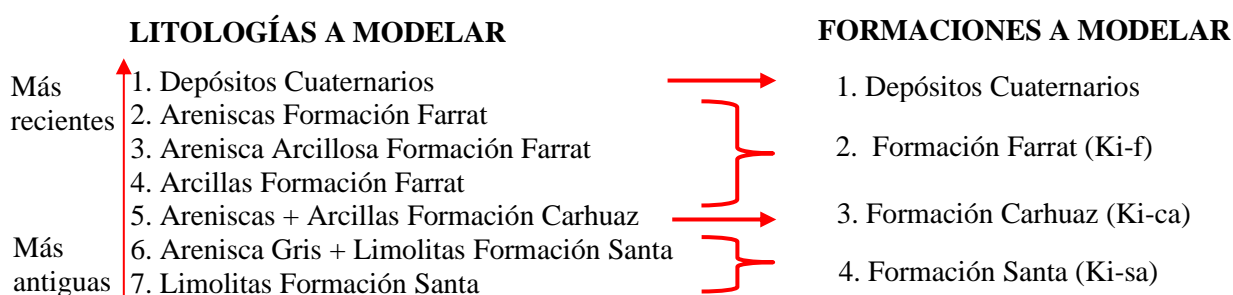 LITOLOGÍAS A MODELAR
Más
recientes
Más
antiguas
1. Depósitos Cuaternarios
2. Areniscas Formación Farrat
3. Arenisca Arcillosa Formación Farrat
4. Arcillas Formación Farrat
5. Areniscas + Arcillas Formación Carhuaz
6. Arenisca Gris + Limolitas Formación Santa
7. Limolitas Formación Santa
FORMACIONES A MODELAR
1. Depósitos Cuaternarios
2. Formación Farrat (Ki-f)
3. Formación Carhuaz (Ki-ca)
4. Formación Santa (Ki-sa)